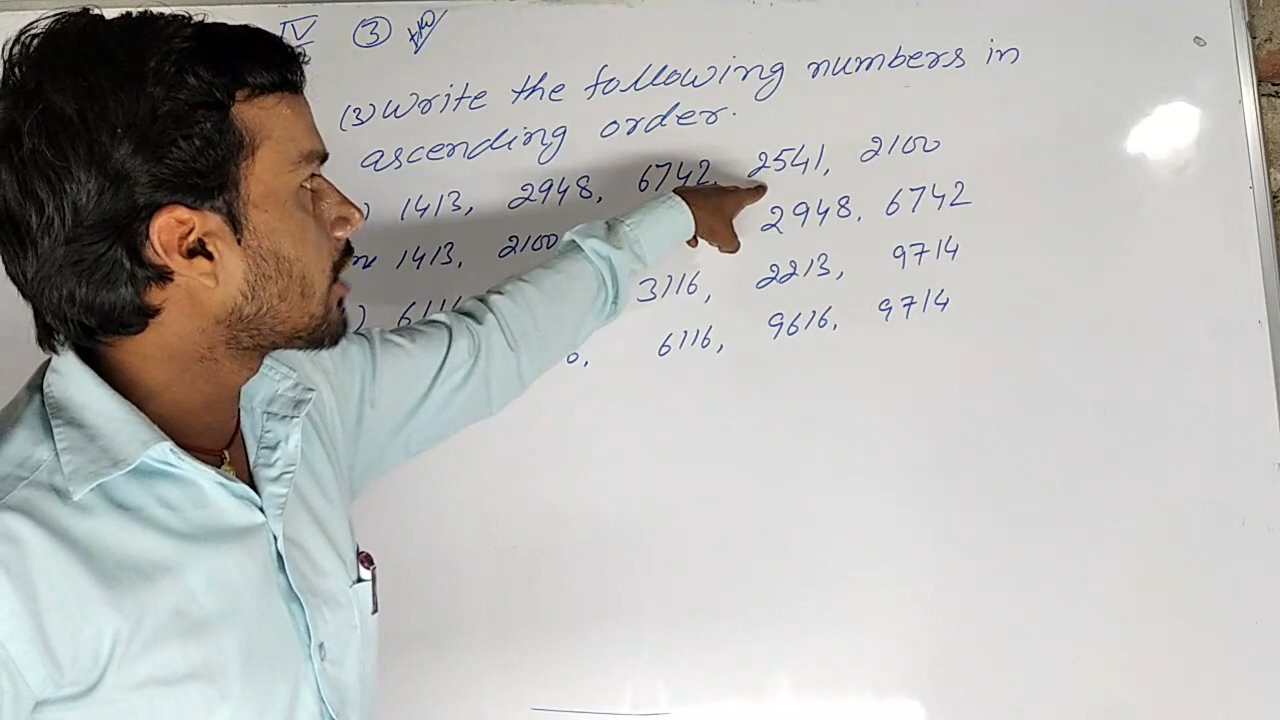 IV ③
(3) Write the following numbers in
ascending order.
) 1413, 2948, 6742, 2541, 2100
1413, 2100 2948, 6742
) 6116 3116, 2213, 9714
0, 6116, 9616, 9714